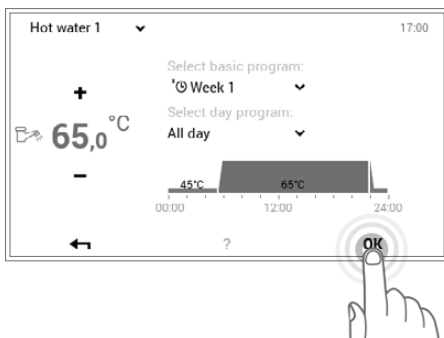 Hot water 1
17:00
Select basic program:
Week 1
Select day program:
All day
+
65,0 °C
−
45°C 65°C
00:00 12:00 24:00
?
OK